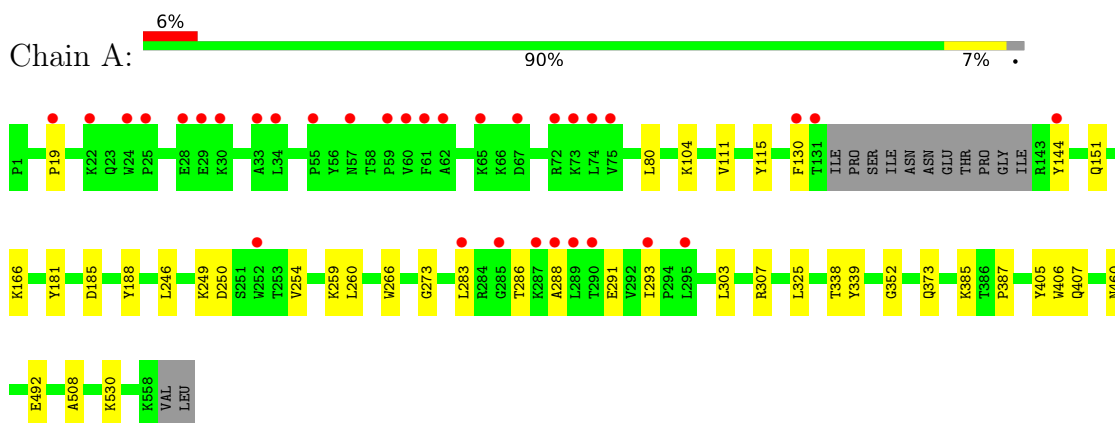 6%
Chain A:
90% 7% •
P1 P19 K22 Q23 W24 P25 E28 E29 K30 A33 L34 P55 Y56 N57 T58 P59 V60 F61 A62 K65 K66 D67 R72 K73 L74 V75 L80 K104 V111 Y115 F130 T131 ILE PRO SER ILE ASN ASN GLU THR PRO GLY ILE R143 Y144 Q151
K166 Y181 D185 Y188 L246 K249 D250 S251 W252 T253 V254 K259 L260 W266 G273 L283 R284 G285 T286 K287 A288 L289 T290 E291 V292 I293 P294 L295 L303 R307 L325 T338 Y339 G352 Q373 K385 T386 P387 Y405 W406 Q407 N460
E492 A508 K530 K558 VAL LEU